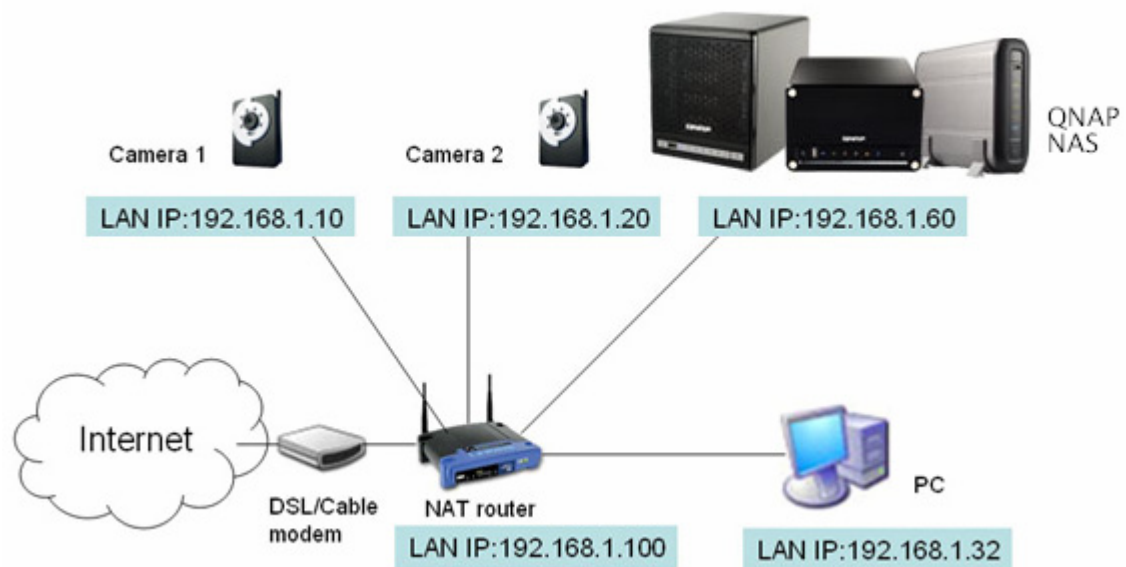 QNAP
NAS
Camera 1
Camera 2
LAN IP:192.168.1.10
LAN IP:192.168.1.20
LAN IP:192.168.1.60
Internet
DSL/Cable
modem
NAT router
PC
LAN IP:192.168.1.100
LAN IP:192.168.1.32